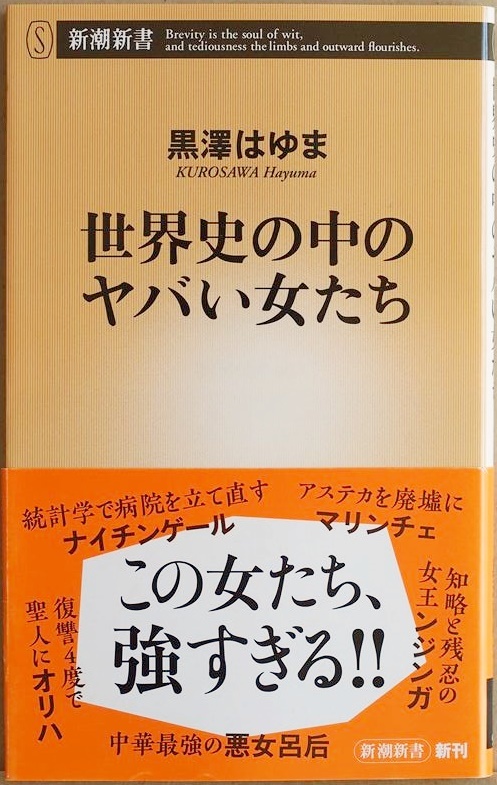 S 新潮新書
Brevity is the soul of wit,
and tediousness the limbs and outward flourishes.
黒澤はゆま
KUROSAWA Hayuma
世界史の中の
ヤバい女たち
統計学で病院を立て直す
ナイチンゲール
アステカを廃墟に
マリンチェ
この女たち、
強すぎる!!
知略と残忍の
女王ンジンガ
復讐4度で
聖人にオリハ
中華最強の悪女呂后
新潮新書 新刊